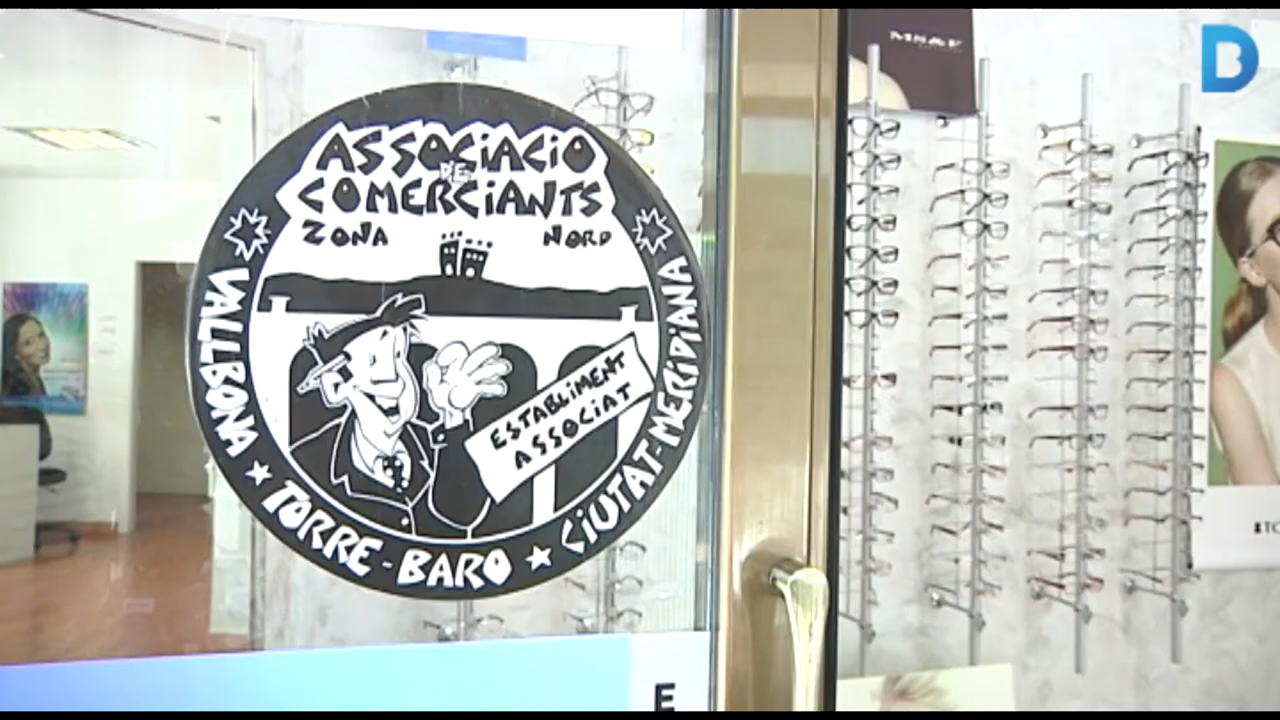 ASSOCIACIO
DE
COMERCIANTS
ZONA NORD
VALLBONA ★ TORRE-BARO ★ CIUTAT-MERIDIANA
ESTABLIMENT
ASSOCIAT
E
B